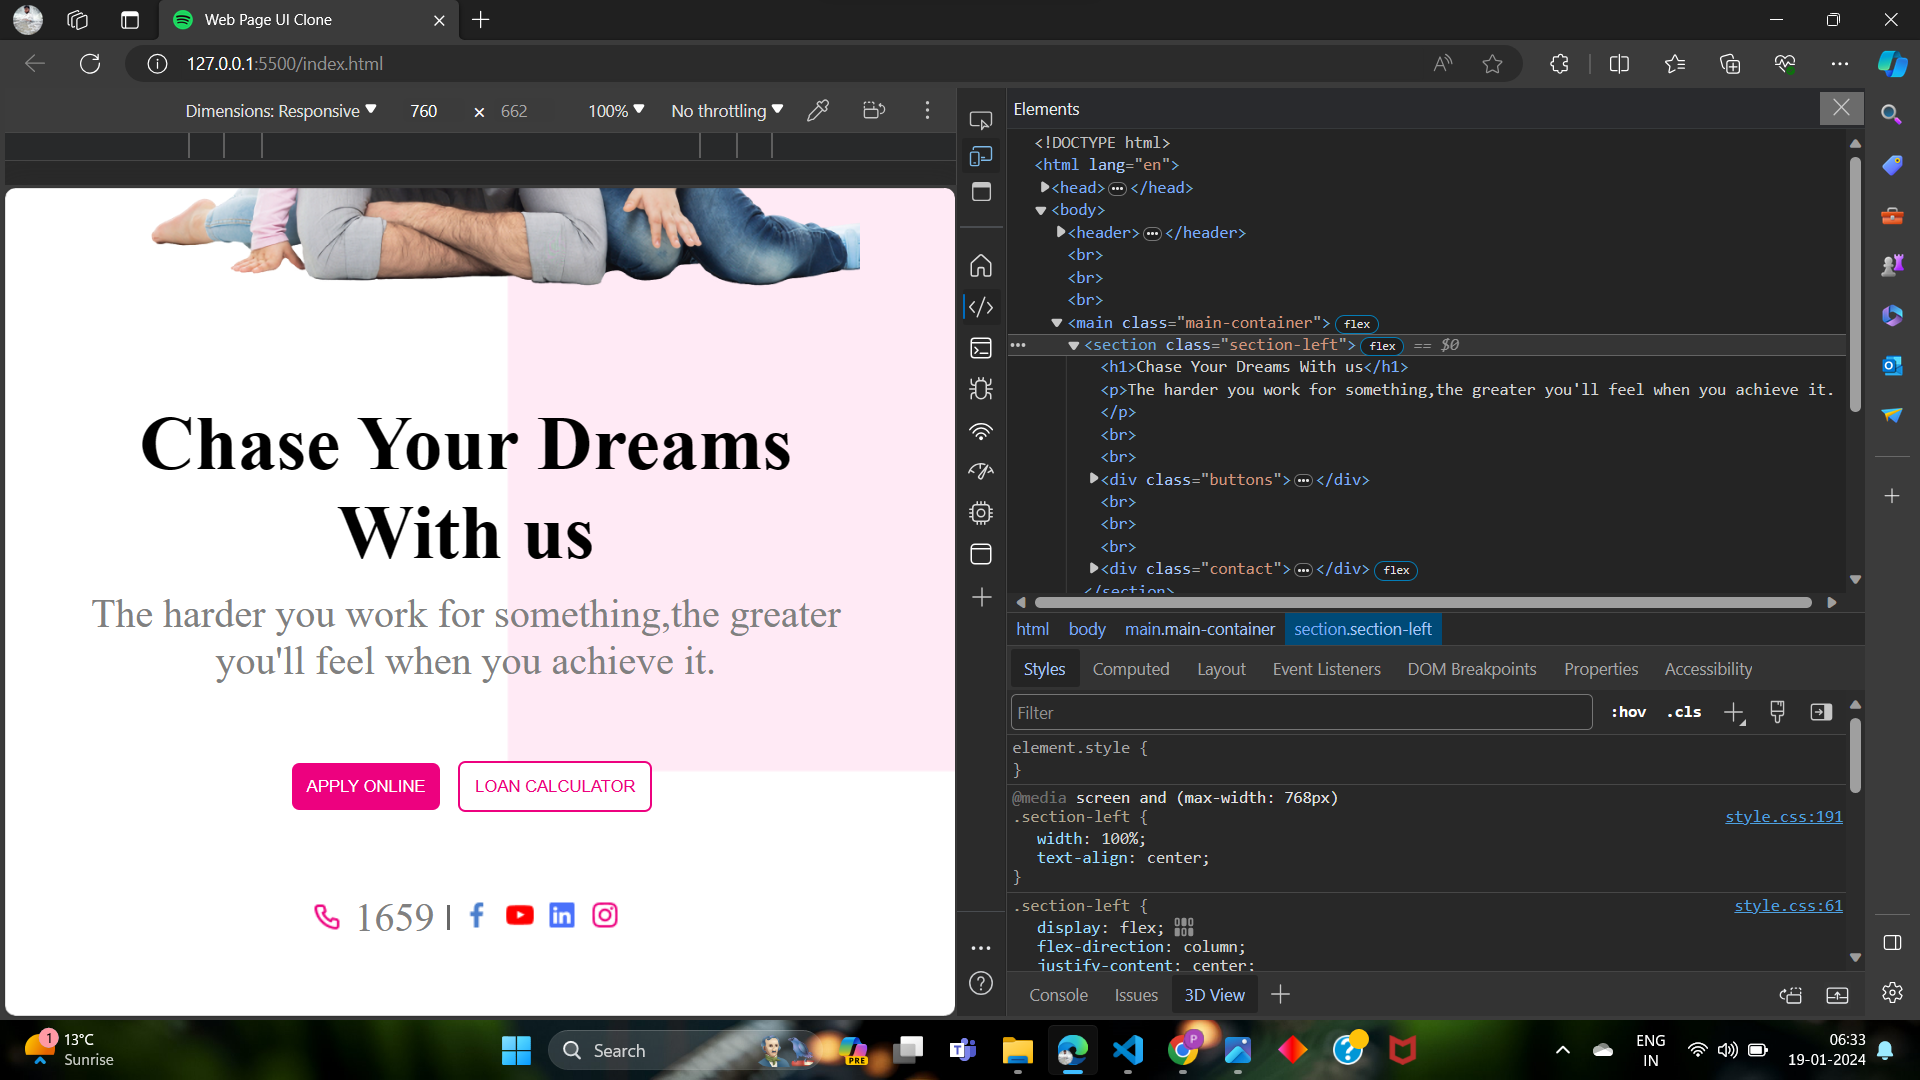 Web Page UI Clone
127.0.0.1:5500/index.html
Dimensions: Responsive 760 × 662 100% No throttling
Elements
<!DOCTYPE html>
<html lang="en">
<head> ••• </head>
<body>
<header> ••• </header>
<br>
<br>
<br>
<main class="main-container"> flex
••• <section class="section-left"> flex == $0
<h1>Chase Your Dreams With us</h1>
<p>The harder you work for something,the greater you'll feel when you achieve it.
</p>
<br>
<br>
<div class="buttons"> ••• </div>
<br>
<br>
<br>
<div class="contact"> ••• </div> flex
</section>
html body main.main-container section.section-left
Styles Computed Layout Event Listeners DOM Breakpoints Properties Accessibility
Filter :hov .cls
element.style {
}
@media screen and (max-width: 768px)
.section-left { style.css:191
width: 100%;
text-align: center;
}
.section-left { style.css:61
display: flex;
flex-direction: column;
justify-content: center;
Console Issues 3D View
Chase Your Dreams
With us
The harder you work for something,the greater
you'll feel when you achieve it.
APPLY ONLINE LOAN CALCULATOR
1659 |
1
13°C
Sunrise
Search
PRE
P
ENG
IN
06:33
19-01-2024